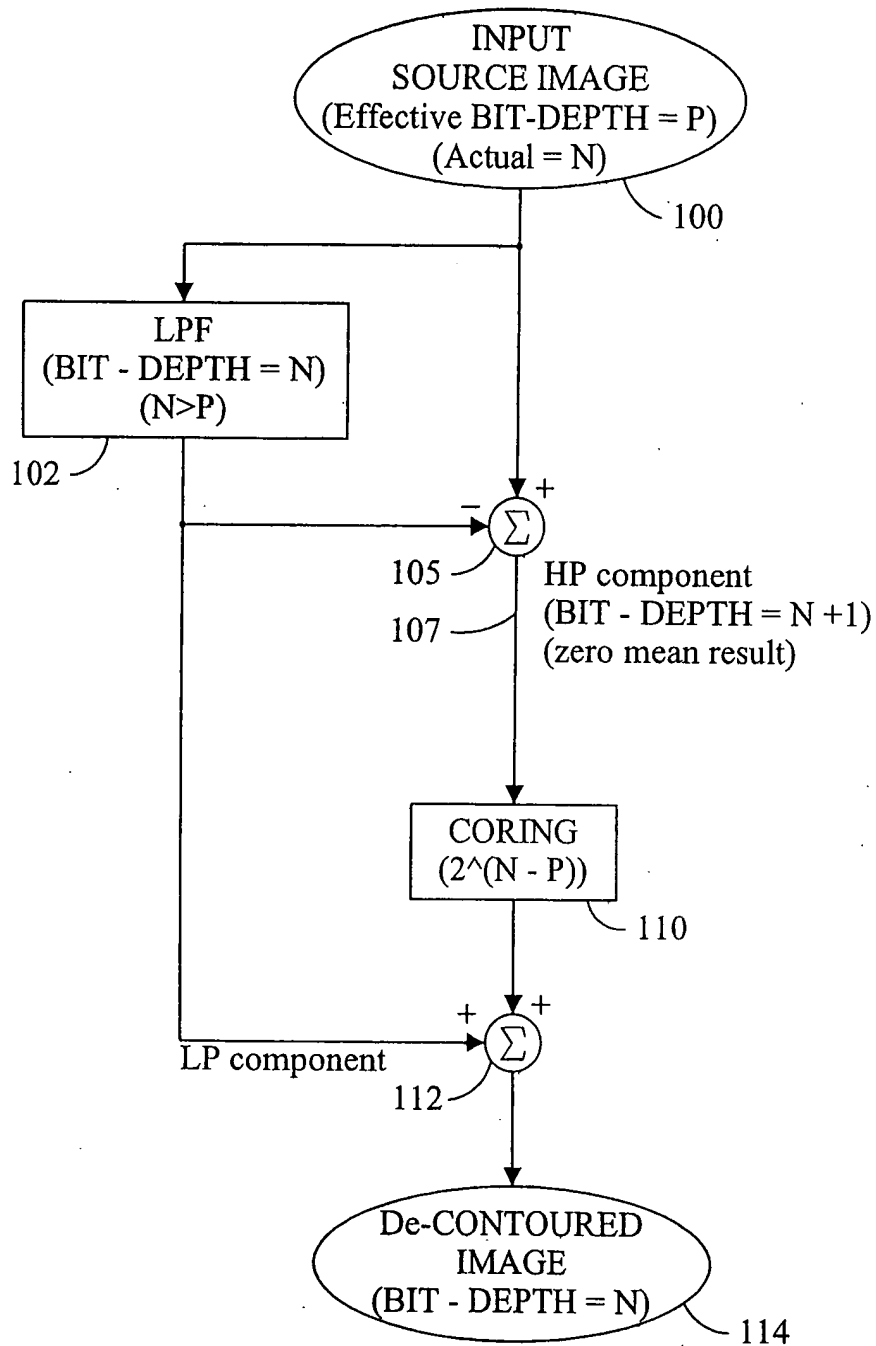 INPUT
SOURCE IMAGE
(Effective BIT-DEPTH = P)
(Actual = N)
100
LPF
(BIT - DEPTH = N)
(N>P)
102
+
−
Σ
105
HP component
(BIT - DEPTH = N +1)
(zero mean result)
107
CORING
(2^(N - P))
110
+
+
Σ
LP component
112
De-CONTOURED
IMAGE
(BIT - DEPTH = N)
114